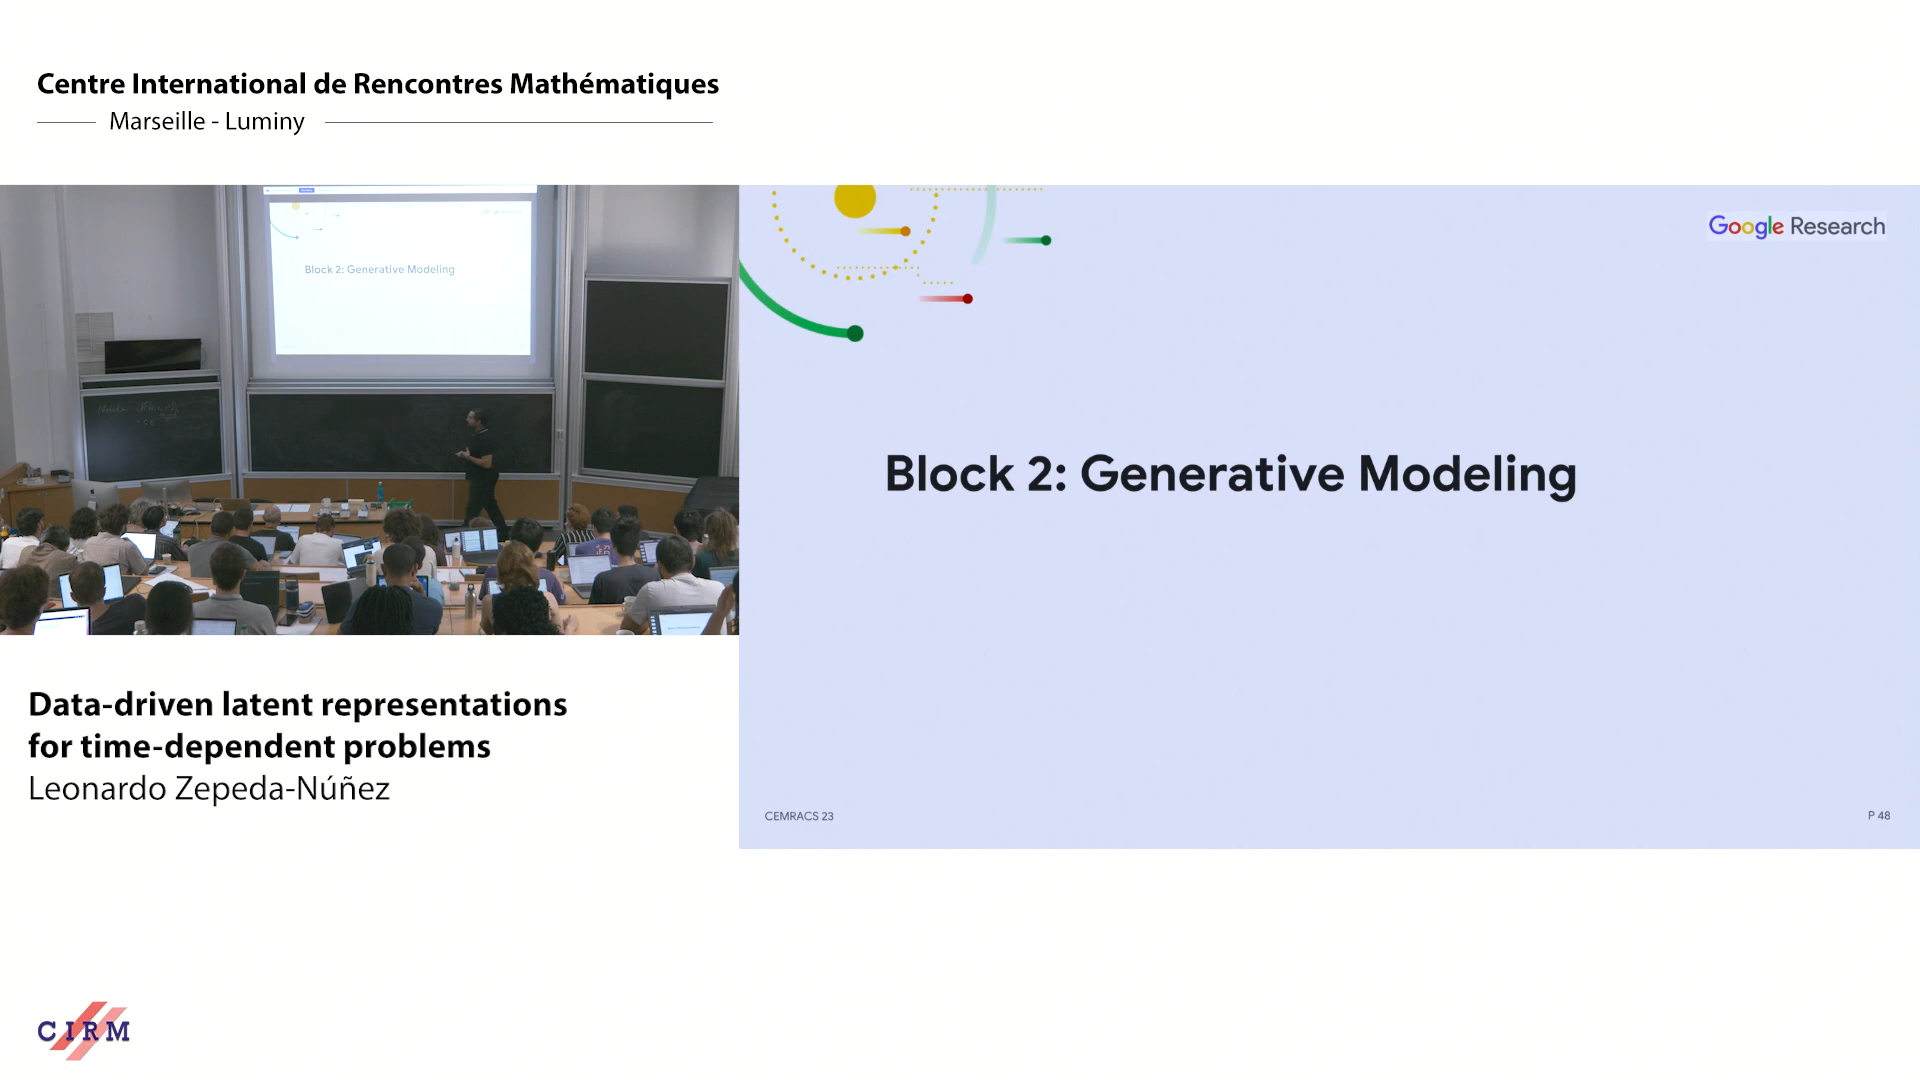 Centre International de Rencontres Mathématiques
Marseille - Luminy
Block 2: Generative Modeling
Google Research
Block 2: Generative Modeling
CEMRACS 23
P 48
Data-driven latent representations
for time-dependent problems
Leonardo Zepeda-Núñez
CIRM